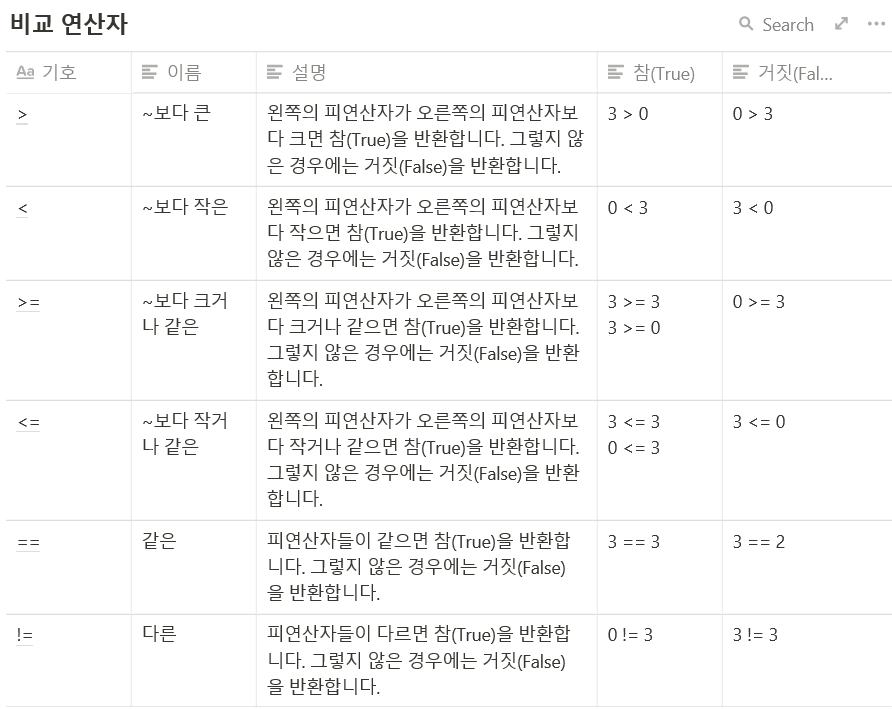 비교 연산자
Search
Aa 기호 이름 설명 참(True) 거짓(Fal...
> ~보다 큰 왼쪽의 피연산자가 오른쪽의 피연산자보 3 > 0 0 > 3
다 크면 참(True)을 반환합니다. 그렇지 않
은 경우에는 거짓(False)을 반환합니다.
< ~보다 작은 왼쪽의 피연산자가 오른쪽의 피연산자보 0 < 3 3 < 0
다 작으면 참(True)을 반환합니다. 그렇지
않은 경우에는 거짓(False)을 반환합니다.
>= ~보다 크거 왼쪽의 피연산자가 오른쪽의 피연산자보 3 >= 3 0 >= 3
나 같은 다 크거나 같으면 참(True)을 반환합니다. 3 >= 0
그렇지 않은 경우에는 거짓(False)을 반환
합니다.
<= ~보다 작거 왼쪽의 피연산자가 오른쪽의 피연산자보 3 <= 3 3 <= 0
나 같은 다 작거나 같으면 참(True)을 반환합니다. 0 <= 3
그렇지 않은 경우에는 거짓(False)을 반환
합니다.
== 같은 피연산자들이 같으면 참(True)을 반환합 3 == 3 3 == 2
니다. 그렇지 않은 경우에는 거짓(False)
을 반환합니다.
!= 다른 피연산자들이 다르면 참(True)을 반환합 0 != 3 3 != 3
니다. 그렇지 않은 경우에는 거짓(False)
을 반환합니다.